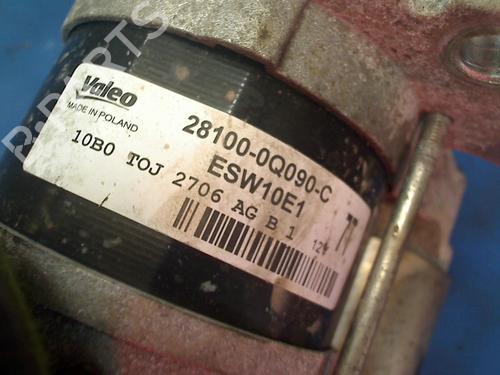 Valeo
MADE IN POLAND
28100-0Q090-C
ESW10E1
10B0 TOJ 2706 AG B 1
12V